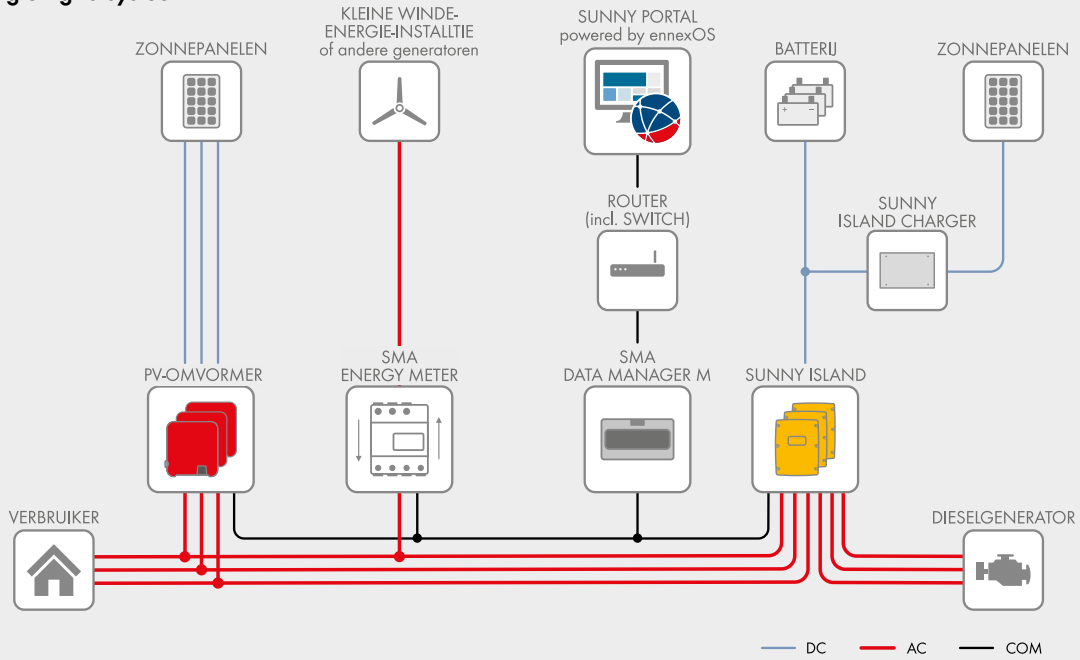 ZONNEPANELEN
KLEINE WINDE-
ENERGIE-INSTALLTIE
of andere generatoren
SUNNY PORTAL
powered by ennexOS
BATTERIJ
ZONNEPANELEN
ROUTER
(incl. SWITCH)
SUNNY
ISLAND CHARGER
PV-OMVORMER
SMA
ENERGY METER
SMA
DATA MANAGER M
SUNNY ISLAND
VERBRUIKER
DIESELGENERATOR
DC
AC
COM